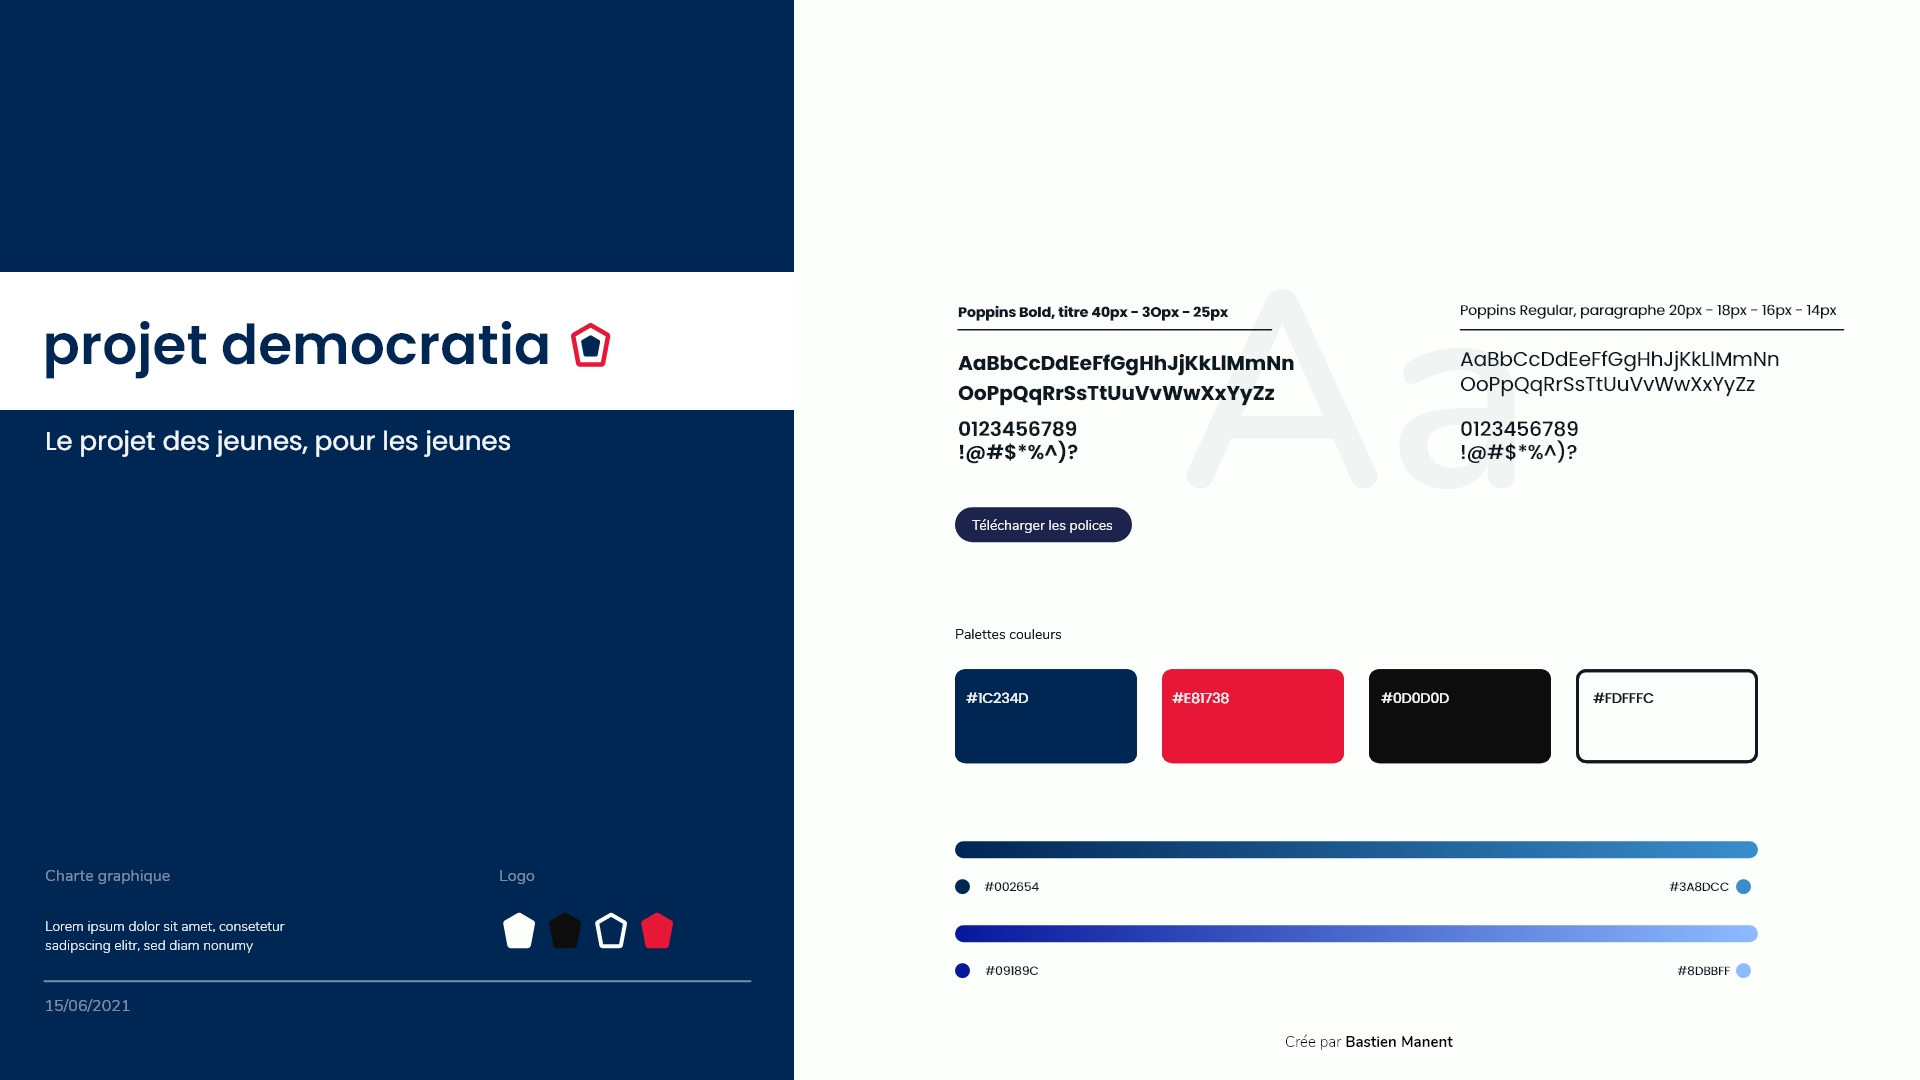 projet democratia
Le projet des jeunes, pour les jeunes
Charte graphique
Logo
Lorem ipsum dolor sit amet, consetetur
sadipscing elitr, sed diam nonumy
15/06/2021
Aa
Poppins Bold, titre 40px - 3Opx - 25px
AaBbCcDdEeFfGgHhJjKkLlMmNn
OoPpQqRrSsTtUuVvWwXxYyZz
0123456789
!@#$*%^)?
Poppins Regular, paragraphe 20px - 18px - 16px - 14px
AaBbCcDdEeFfGgHhJjKkLlMmNn
OoPpQqRrSsTtUuVvWwXxYyZz
0123456789
!@#$*%^)?
Télécharger les polices
Palettes couleurs
#1C234D
#E81738
#0D0D0D
#FDFFFC
#002654
#3A8DCC
#09189C
#8DBBFF
Crée par Bastien Manent